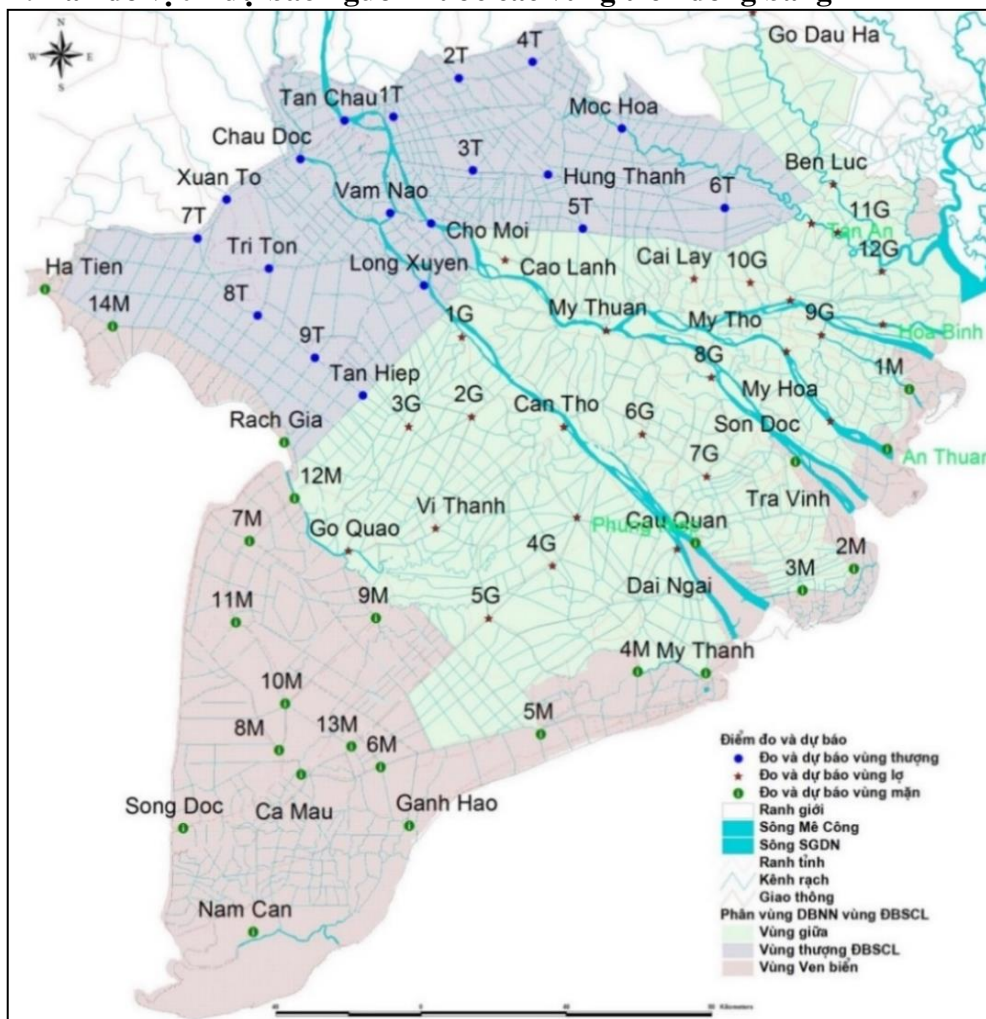 N
W
E
S
Go Dau Ha
4T
2T
Tan Chau
1T
Moc Hoa
Chau Doc
3T
Ben Luc
Xuan To
Vam Nao
Hung Thanh
6T
7T
5T
11G
Tan An
Tri Ton
Cho Moi
12G
Ha Tien
Long Xuyen
Cao Lanh
Cai Lay
10G
14M
8T
1G
My Thuan
My Tho
9G
Hoa Binh
9T
8G
1M
Tan Hiep
2G
My Hoa
3G
Can Tho
6G
Rach Gia
Son Doc
An Thuan
7G
12M
Vi Thanh
Tra Vinh
7M
Go Quao
Cau Quan
4G
2M
Dai Ngai
3M
11M
9M
5G
4M
My Thanh
10M
8M
13M
6M
5M
Song Doc
Ca Mau
Ganh Hao
Nam Can
Điểm đo và dự báo
Đo và dự báo vùng thượng
Đo và dự báo vùng lợ
Đo và dự báo vùng mặn
Ranh giới
Sông Mê Công
Sông SGDN
Ranh tỉnh
Kênh rạch
Giao thông
Phân vùng DBNN vùng ĐBSCL
Vùng giữa
Vùng thượng ĐBSCL
Vùng Ven biển
0
Kilometers